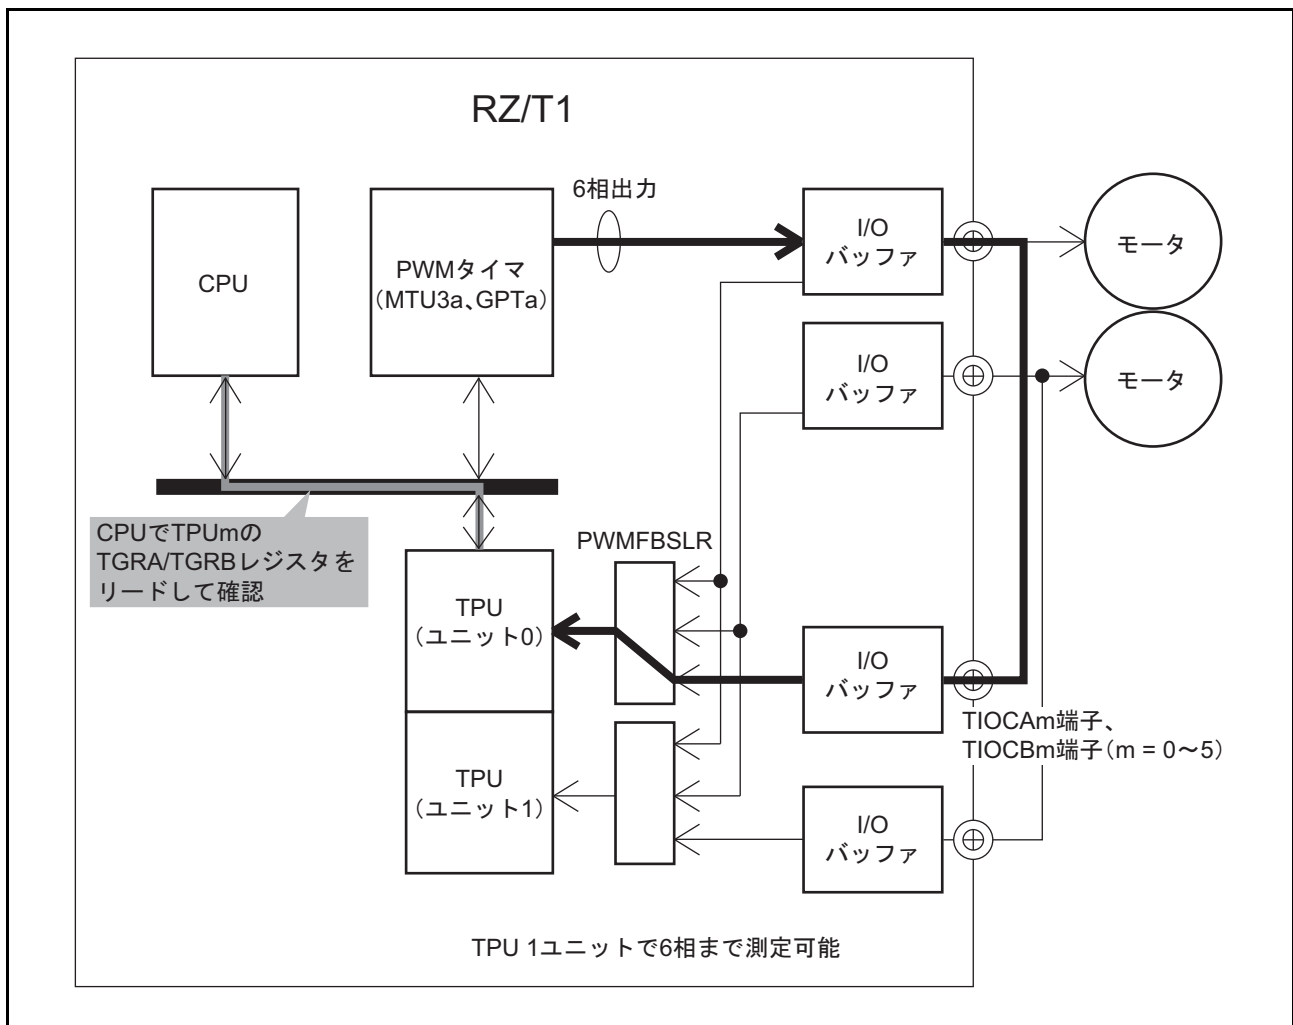 RZ/T1
6相出力
CPU
PWMタイマ
（MTU3a、GPTa）
I/O
バッファ
モータ
I/O
バッファ
モータ
CPUでTPUmの
TGRA/TGRBレジスタを
リードして確認
PWMFBSLR
TPU
（ユニット0）
I/O
バッファ
TIOCAm端子、
TIOCBm端子（m = 0～5）
TPU
（ユニット1）
I/O
バッファ
TPU 1ユニットで6相まで測定可能